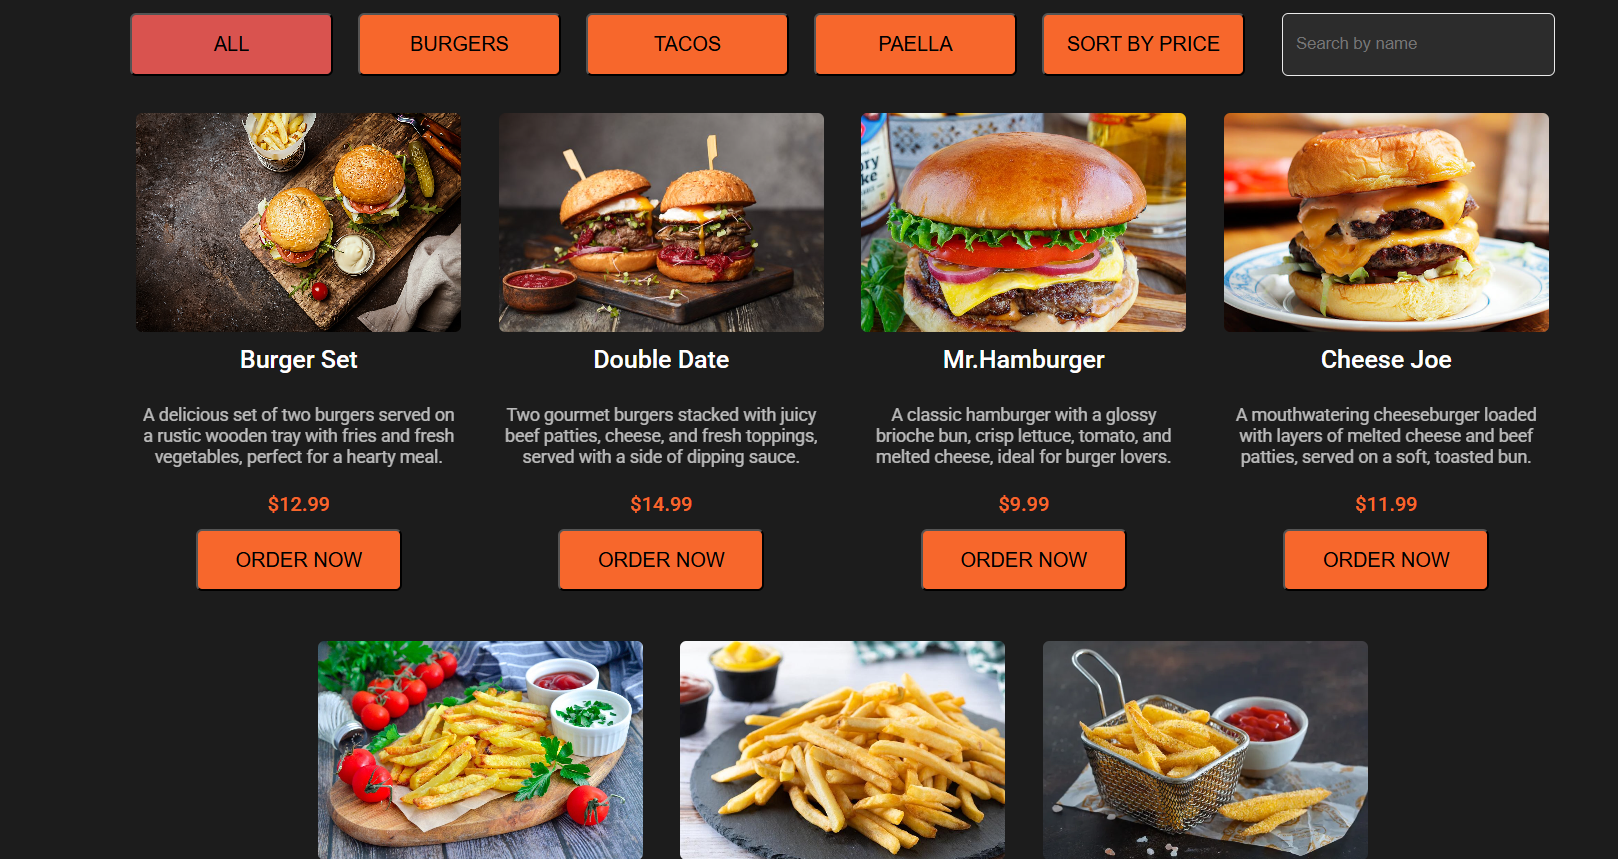 ALL
BURGERS
TACOS
PAELLA
SORT BY PRICE
Search by name
Burger Set
A delicious set of two burgers served on
a rustic wooden tray with fries and fresh
vegetables, perfect for a hearty meal.
$12.99
ORDER NOW
Double Date
Two gourmet burgers stacked with juicy
beef patties, cheese, and fresh toppings,
served with a side of dipping sauce.
$14.99
ORDER NOW
Mr.Hamburger
A classic hamburger with a glossy
brioche bun, crisp lettuce, tomato, and
melted cheese, ideal for burger lovers.
$9.99
ORDER NOW
Cheese Joe
A mouthwatering cheeseburger loaded
with layers of melted cheese and beef
patties, served on a soft, toasted bun.
$11.99
ORDER NOW